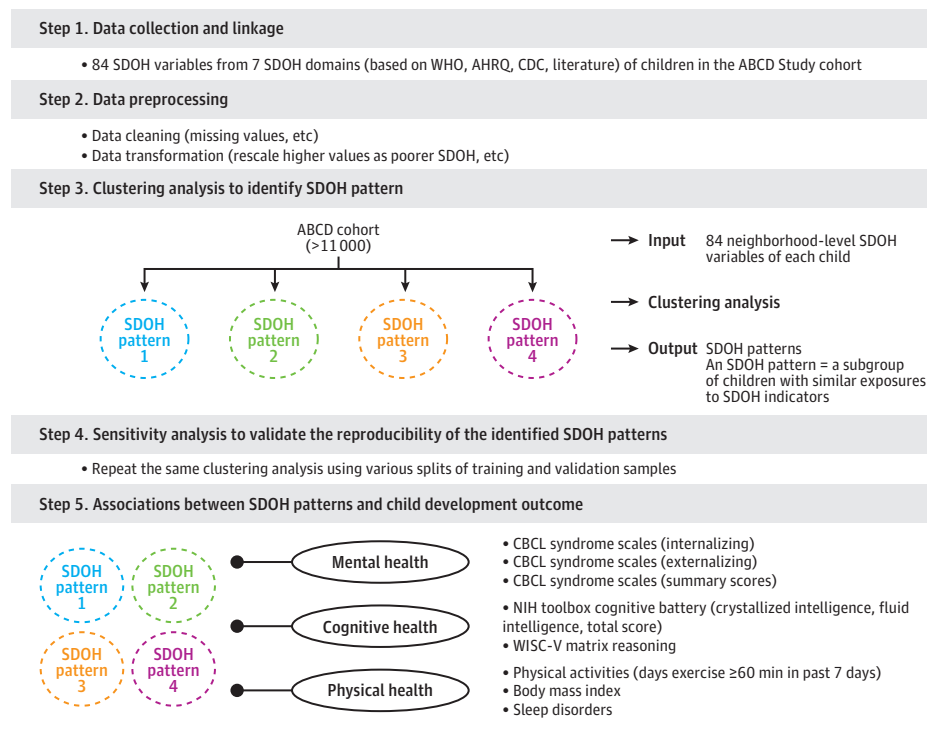 Step 1. Data collection and linkage
• 84 SDOH variables from 7 SDOH domains (based on WHO, AHRQ, CDC, literature) of children in the ABCD Study cohort
Step 2. Data preprocessing
• Data cleaning (missing values, etc)
• Data transformation (rescale higher values as poorer SDOH, etc)
Step 3. Clustering analysis to identify SDOH pattern
ABCD cohort
(>11 000)
SDOH
pattern
1
SDOH
pattern
2
SDOH
pattern
3
SDOH
pattern
4
Input 84 neighborhood-level SDOH
variables of each child
Clustering analysis
Output SDOH patterns
An SDOH pattern = a subgroup
of children with similar exposures
to SDOH indicators
Step 4. Sensitivity analysis to validate the reproducibility of the identified SDOH patterns
• Repeat the same clustering analysis using various splits of training and validation samples
Step 5. Associations between SDOH patterns and child development outcome
SDOH
pattern
1
SDOH
pattern
2
SDOH
pattern
3
SDOH
pattern
4
Mental health
• CBCL syndrome scales (internalizing)
• CBCL syndrome scales (externalizing)
• CBCL syndrome scales (summary scores)
Cognitive health
• NIH toolbox cognitive battery (crystallized intelligence, fluid
intelligence, total score)
• WISC-V matrix reasoning
Physical health
• Physical activities (days exercise ≥60 min in past 7 days)
• Body mass index
• Sleep disorders